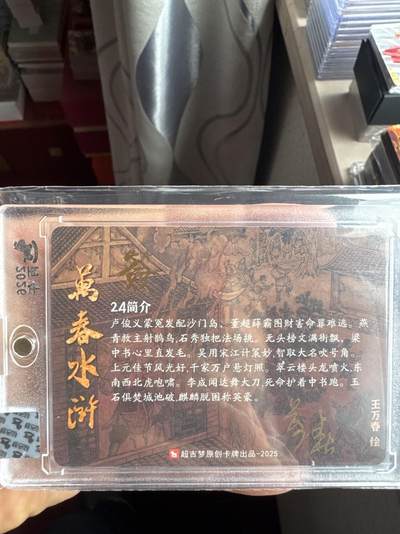 萬春水滸
24简介
卢俊义蒙冤发配沙门岛、董超薛霸图财害命罪难逃。燕
青救主射鹊鸟,石秀独把法场挑。无头榜文满街飘,梁
中书心里直发毛。吴用宋江计策妙,智取大名吹号角。
上元佳节风光好,千家万户悬灯照。翠云楼头龙喷火,东
南西北虎咆啸。李成闻达舞大刀,死命护着中书跑。玉
石俱焚城池破,麒麟脱困称英豪。
王万春 绘
超吉梦原创卡牌出品-2025
2026